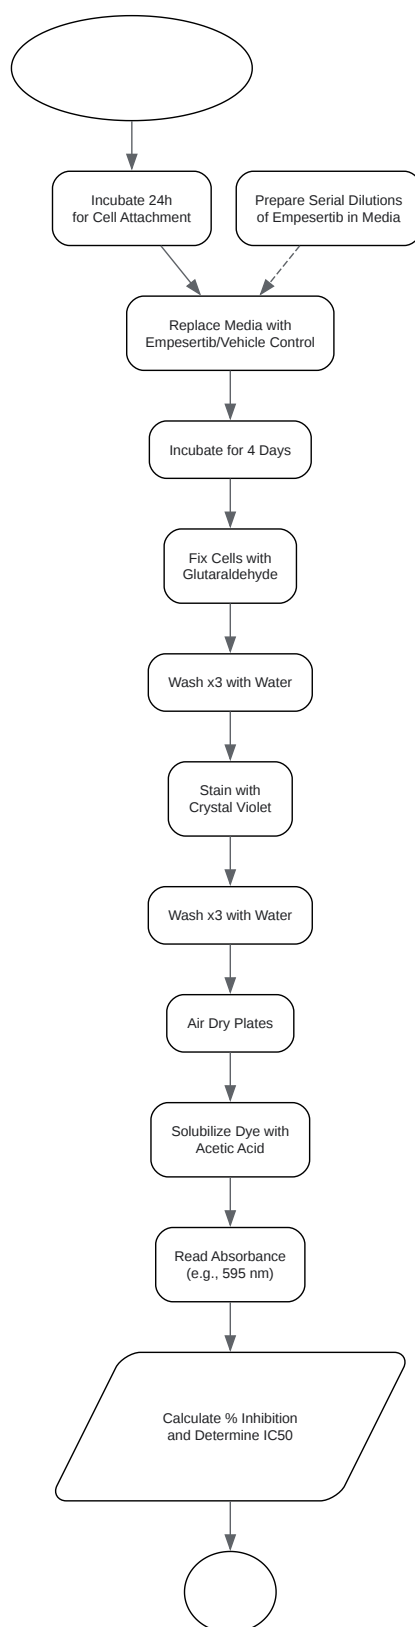 Incubate 24h
for Cell Attachment
Prepare Serial Dilutions
of Empesertib in Media
Replace Media with
Empesertib/Vehicle Control
Incubate for 4 Days
Fix Cells with
Glutaraldehyde
Wash x3 with Water
Stain with
Crystal Violet
Wash x3 with Water
Air Dry Plates
Solubilize Dye with
Acetic Acid
Read Absorbance
(e.g., 595 nm)
Calculate % Inhibition
and Determine IC50